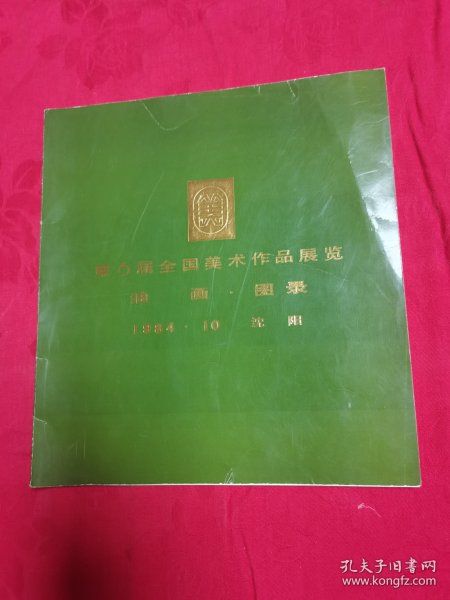 美
第六届全国美术作品展览
油画·图录
1984·10 沈阳
孔夫子旧书网
www.kongfz.com